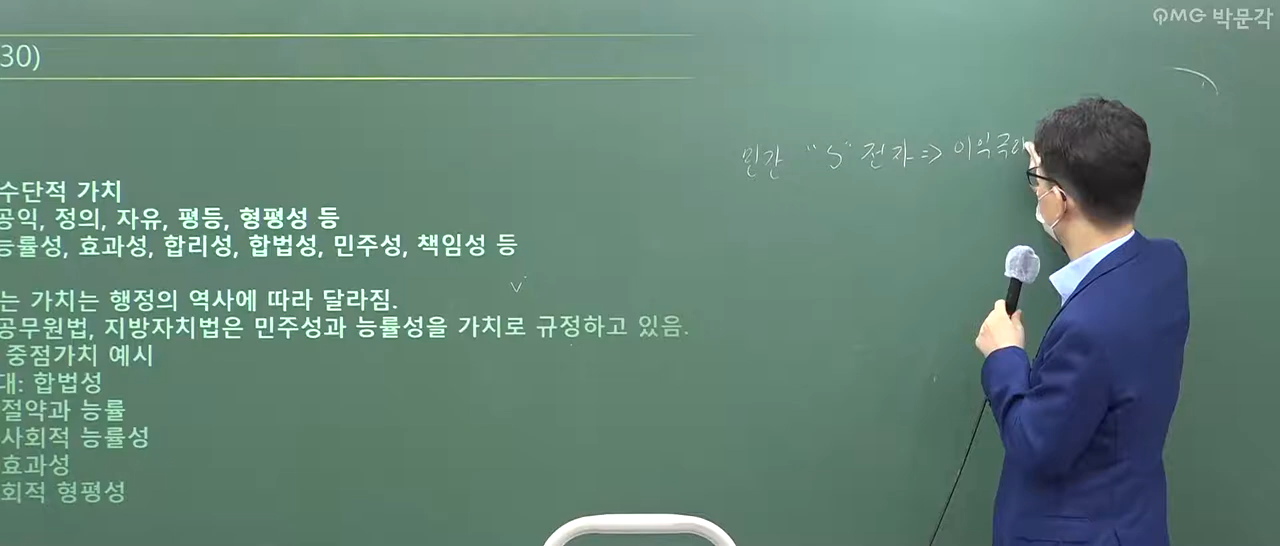 PMG 박문각
30)
민간 "S" 전자 => 이익극
수단적 가치
공익, 정의, 자유, 평등, 형평성 등
능률성, 효과성, 합리성, 합법성, 민주성, 책임성 등
는 가치는 행정의 역사에 따라 달라짐.
공무원법, 지방자치법은 민주성과 능률성을 가치로 규정하고 있음.
중점가치 예시
대: 합법성
절약과 능률
사회적 능률성
효과성
회적 형평성